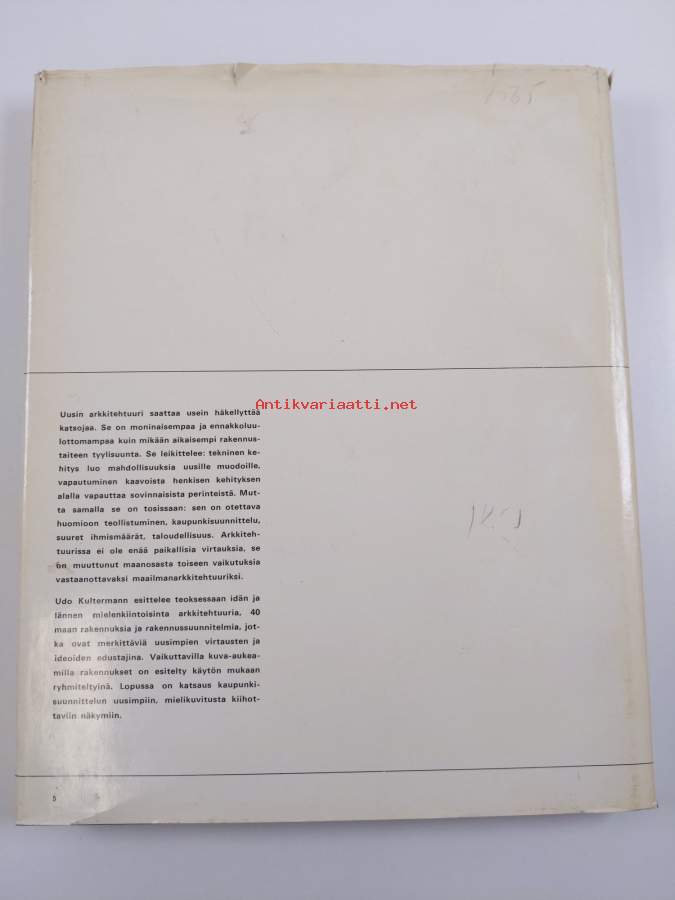 Uusin arkkitehtuuri saattaa usein häkellyttää
katsojaa. Se on moninaisempaa ja ennakkoluu-
lottomampaa kuin mikään aikaisempi rakennus-
taiteen tyylisuunta. Se leikittelee: tekninen ke-
hitys luo mahdollisuuksia uusille muodoille,
vapautuminen kaavoista henkisen kehityksen
alalla vapauttaa sovinnaisista perinteistä. Mut-
ta samalla se on tosissaan: sen on otettava
huomioon teollistuminen, kaupunkisuunnittelu,
suuret ihmismäärät, taloudellisuus. Arkkiteh-
tuurissa ei ole enää paikallisia virtauksia, se
on muuttunut maanosasta toiseen vaikutuksia
vastaanottavaksi maailmanarkkitehtuuriksi.
Udo Kultermann esittelee teoksessaan idän ja
lännen mielenkiintoisinta arkkitehtuuria, 40
maan rakennuksia ja rakennussuunnitelmia, jot-
ka ovat merkittäviä uusimpien virtausten ja
ideoiden edustajina. Vaikuttavilla kuva-aukea-
milla rakennukset on esitelty käytön mukaan
ryhmiteltyinä. Lopussa on katsaus kaupunki-
suunnittelun uusimpiin, mielikuvitusta kiihot-
taviin näkymiin.
5
Antikvariaatti.net